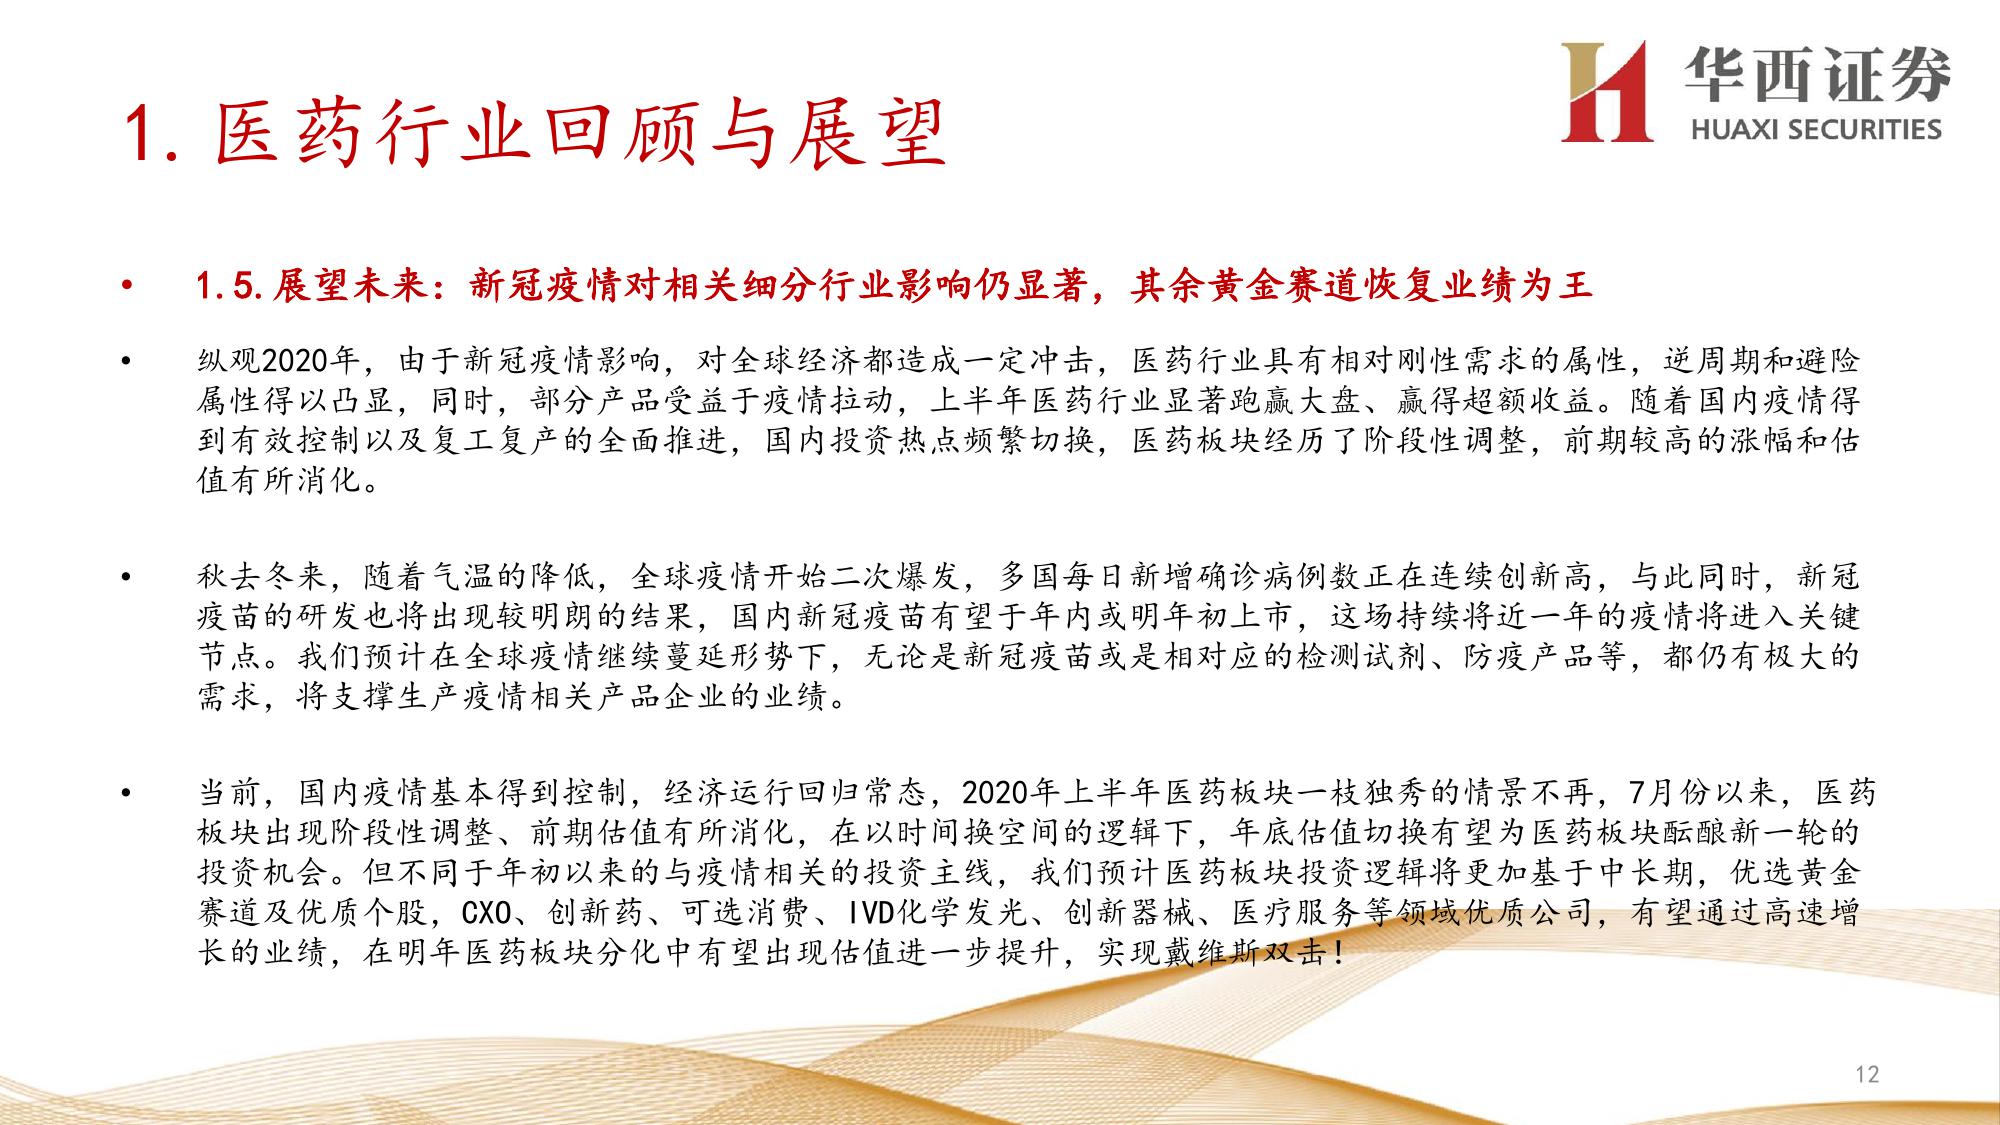 华西证券
HUAXI SECURITIES
1. 医药行业回顾与展望
• 1.5.展望未来：新冠疫情对相关细分行业影响仍显著，其余黄金赛道恢复业绩为王
• 纵观2020年，由于新冠疫情影响，对全球经济都造成一定冲击，医药行业具有相对刚性需求的属性，逆周期和避险
属性得以凸显，同时，部分产品受益于疫情拉动，上半年医药行业显著跑赢大盘、赢得超额收益。随着国内疫情得
到有效控制以及复工复产的全面推进，国内投资热点频繁切换，医药板块经历了阶段性调整，前期较高的涨幅和估
值有所消化。
• 秋去冬来，随着气温的降低，全球疫情开始二次爆发，多国每日新增确诊病例数正在连续创新高，与此同时，新冠
疫苗的研发也将出现较明朗的结果，国内新冠疫苗有望于年内或明年初上市，这场持续将近一年的疫情将进入关键
节点。我们预计在全球疫情继续蔓延形势下，无论是新冠疫苗或是相对应的检测试剂、防疫产品等，都仍有极大的
需求，将支撑生产疫情相关产品企业的业绩。
• 当前，国内疫情基本得到控制，经济运行回归常态，2020年上半年医药板块一枝独秀的情景不再，7月份以来，医药
板块出现阶段性调整、前期估值有所消化，在以时间换空间的逻辑下，年底估值切换有望为医药板块酝酿新一轮的
投资机会。但不同于年初以来的与疫情相关的投资主线，我们预计医药板块投资逻辑将更加基于中长期，优选黄金
赛道及优质个股，CXO、创新药、可选消费、IVD化学发光、创新器械、医疗服务等领域优质公司，有望通过高速增
长的业绩，在明年医药板块分化中有望出现估值进一步提升，实现戴维斯双击！
12